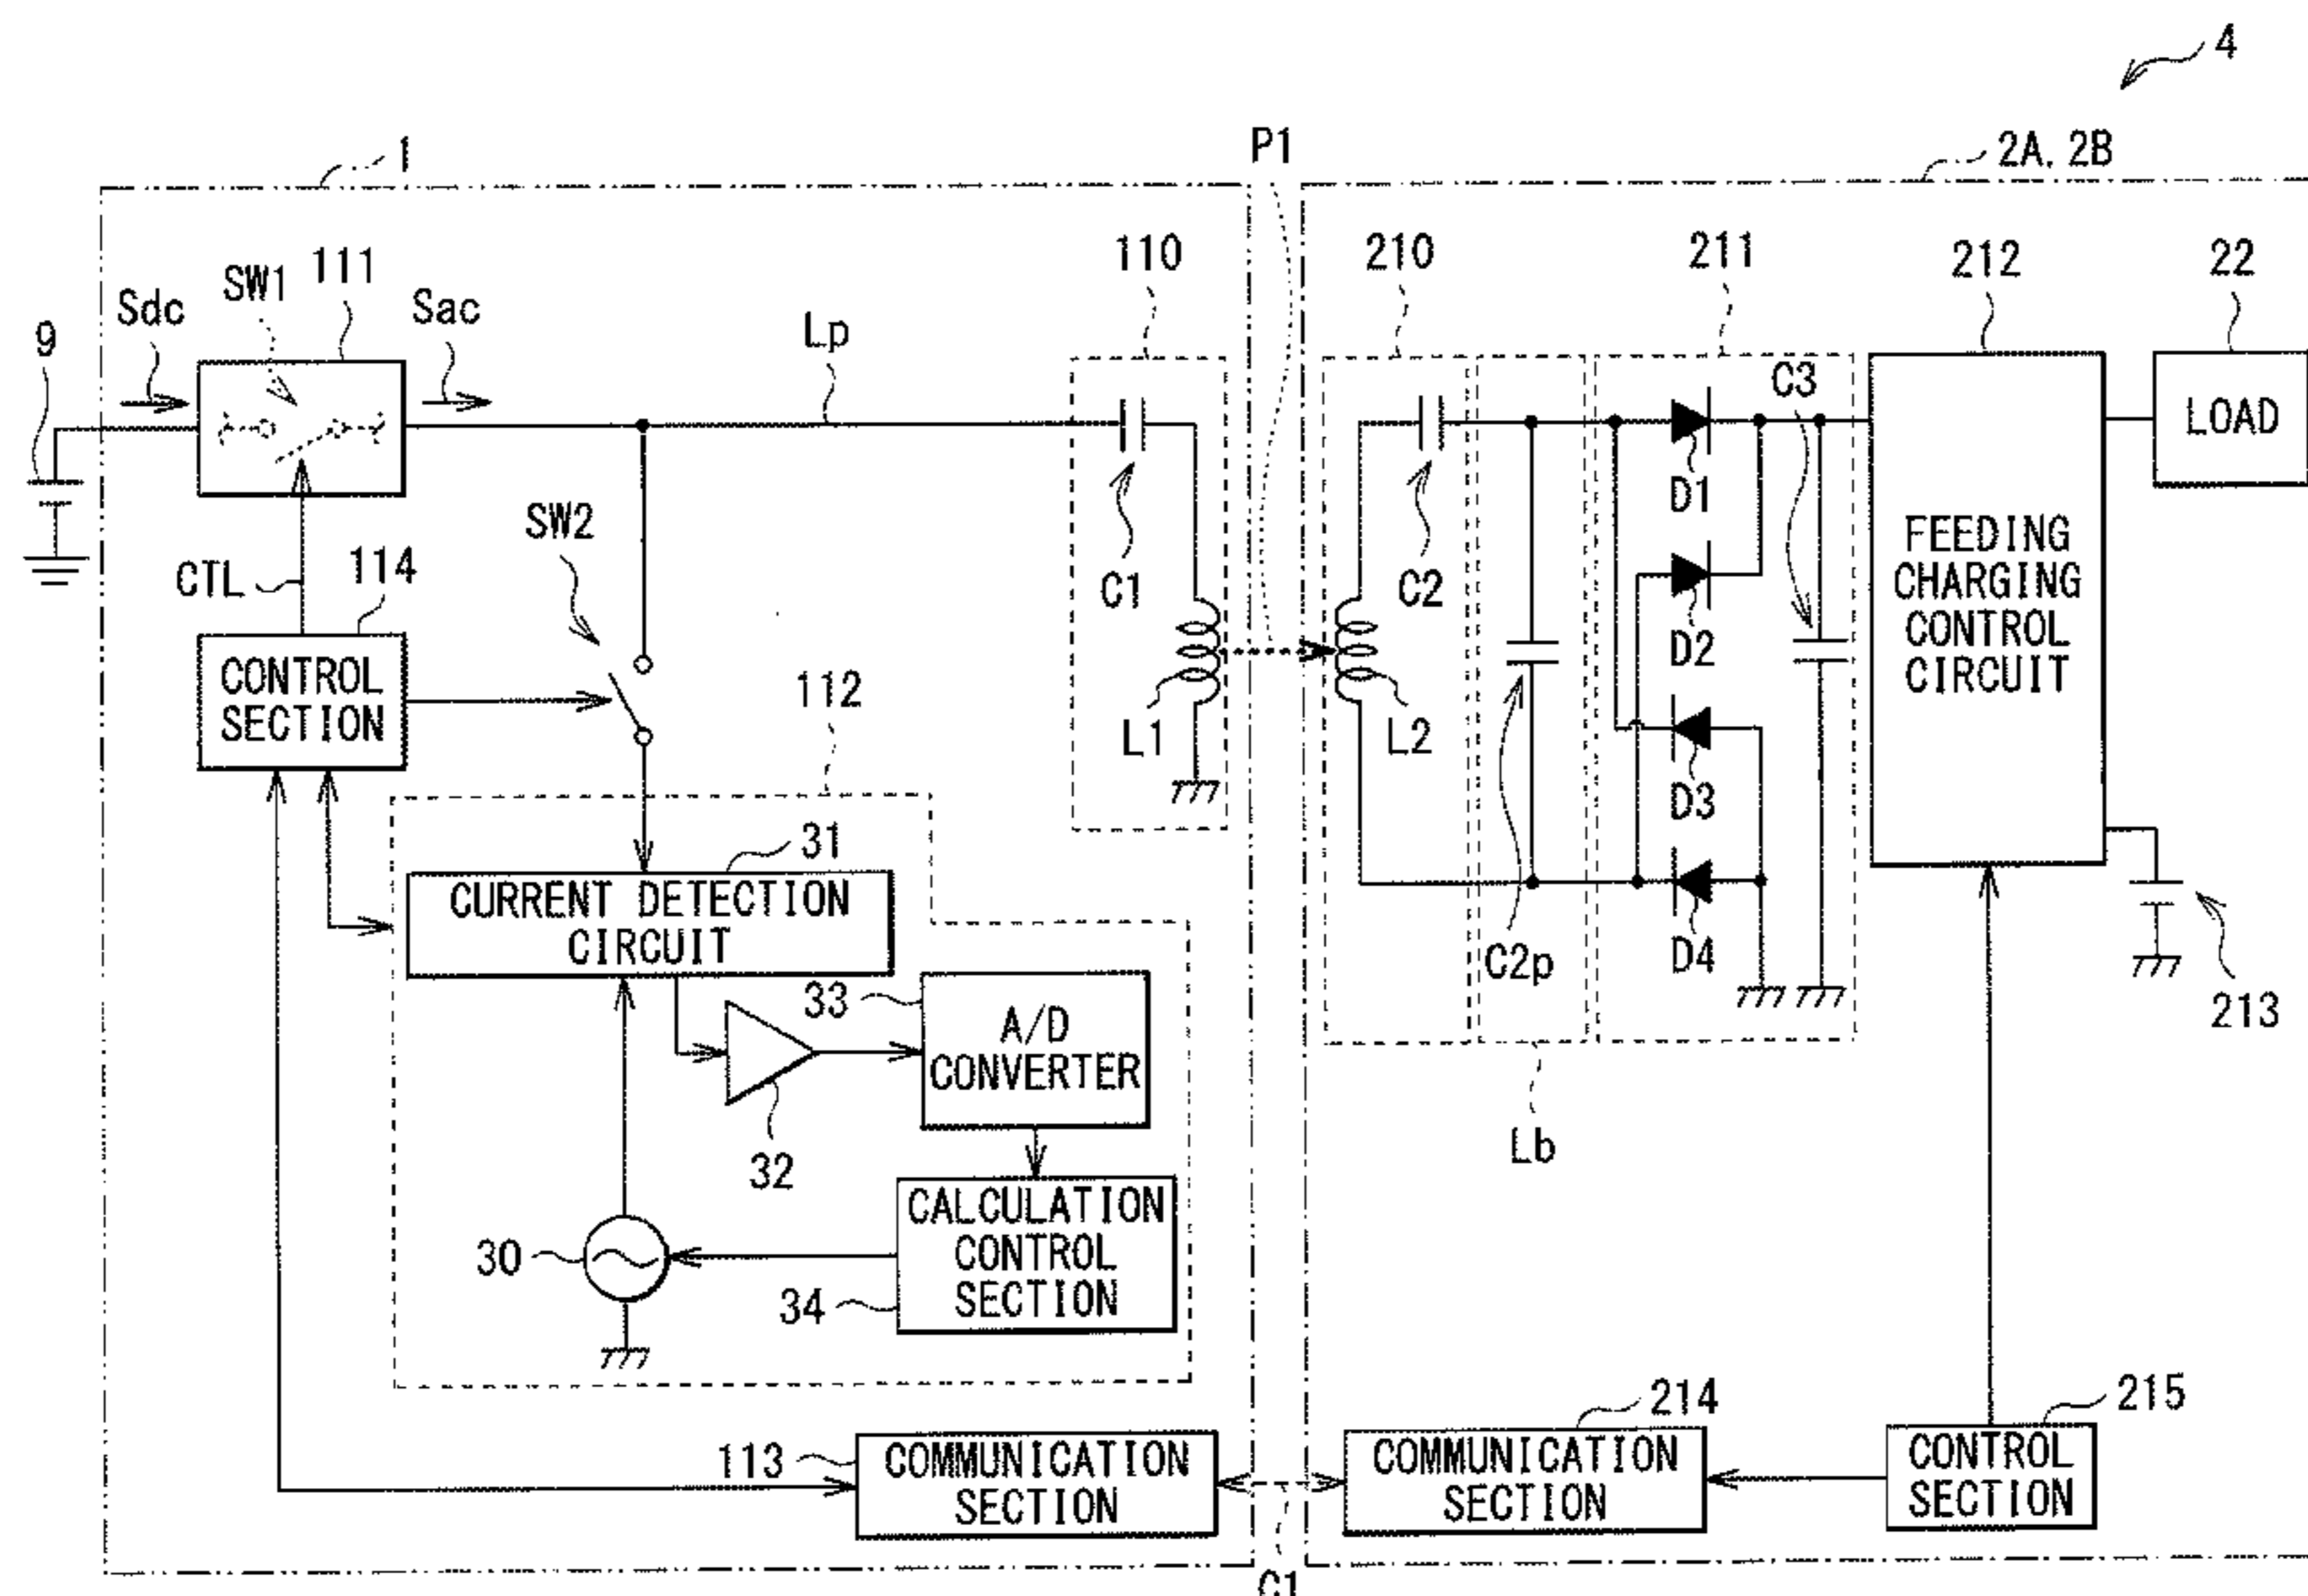 4
1
P1
2A. 2B
9
Sdc
SW1
111
Sac
Lp
110
210
211
212
22
C3
LOAD
D1
SW2
CTL
114
C1
C2
FEEDING
CHARGING
CONTROL
CIRCUIT
D2
CONTROL
SECTION
112
L1
L2
D3
31
CURRENT DETECTION
CIRCUIT
C2p
D4
33
A/D
CONVERTER
213
32
Lb
CALCULATION
CONTROL
SECTION
30
34
113
COMMUNICATION
SECTION
214
COMMUNICATION
SECTION
215
CONTROL
SECTION